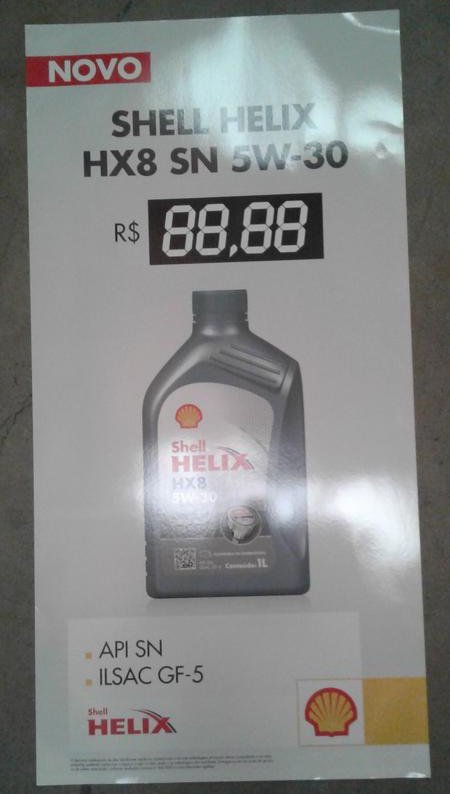 NOVO
SHELL HELIX
HX8 SN 5W-30
R$ 88,88
Shell
HELIX
HX8
5W-30
Conteúdo: 1L
API SN
ILSAC GF-5
Shell
HELIX